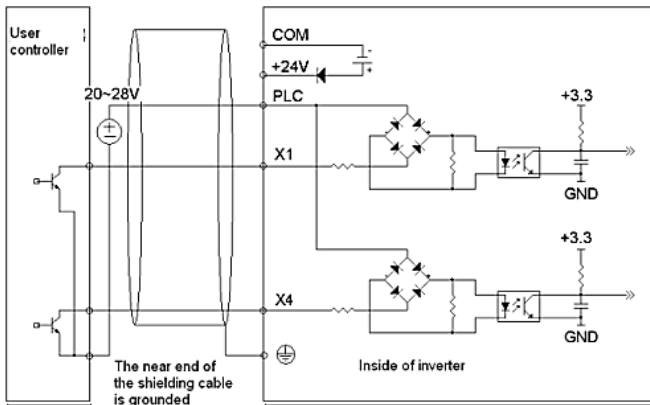 User
controller
COM
+24V
-
+
20~28V
PLC
+3.3
X1
GND
+3.3
X4
GND
The near end
of the shielding cable
is grounded
Inside of inverter